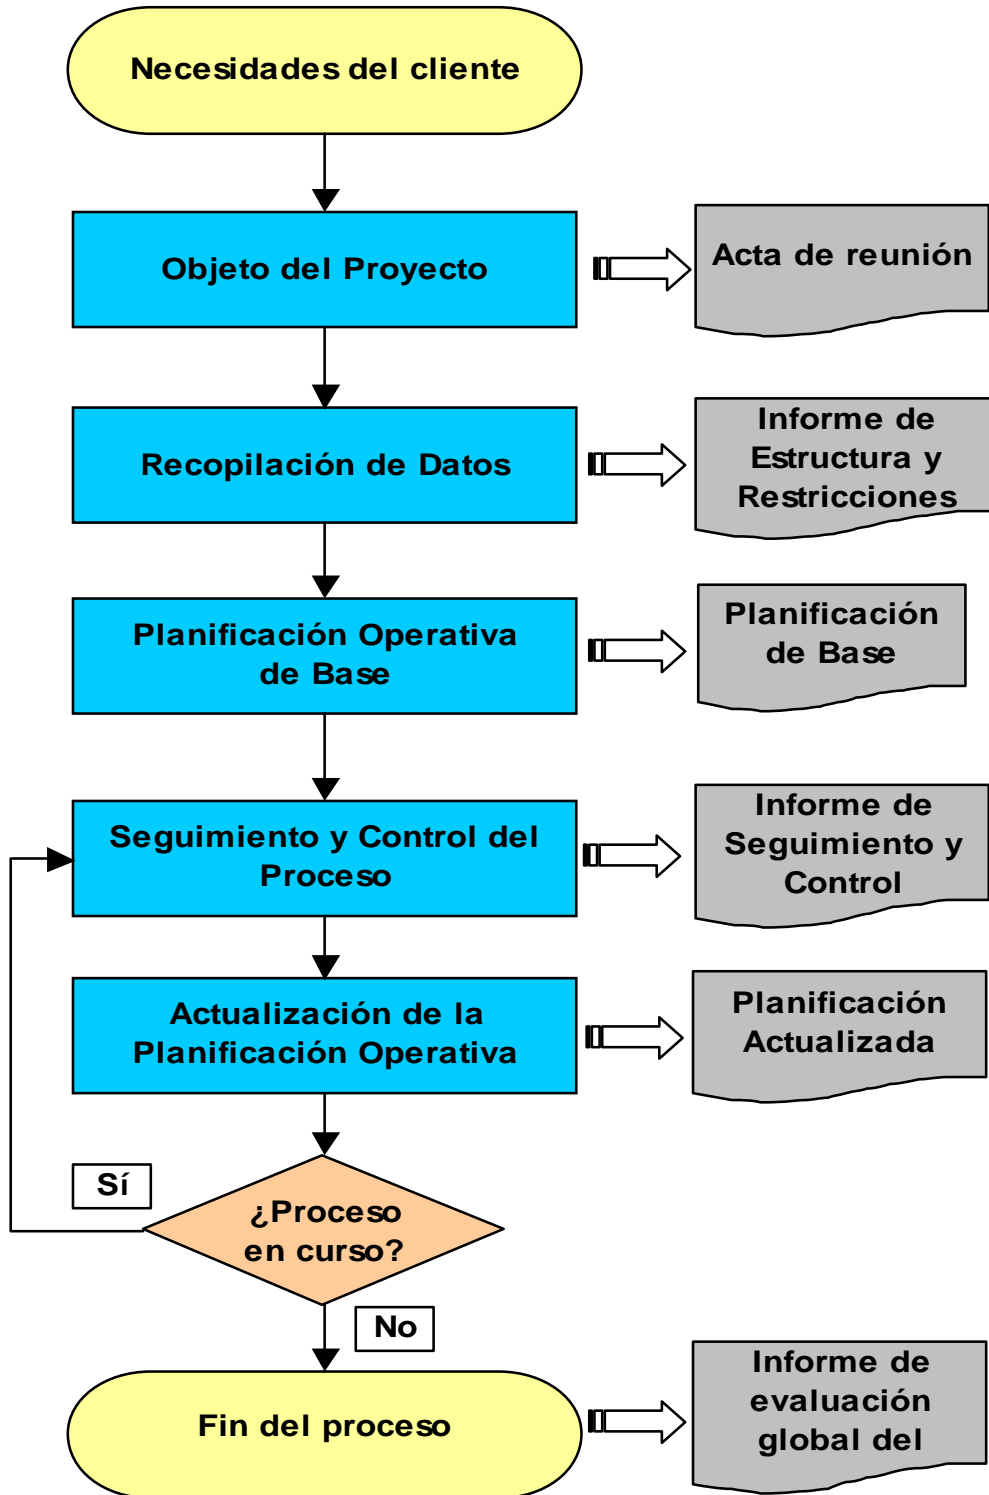 Necesidades del cliente
Objeto del Proyecto
Acta de reunión
Recopilación de Datos
Informe de
Estructura y
Restricciones
Planificación Operativa
de Base
Planificación
de Base
Seguimiento y Control del
Proceso
Informe de
Seguimiento y
Control
Actualización de la
Planificación Operativa
Planificación
Actualizada
¿Proceso
en curso?
Sí
No
Fin del proceso
Informe de
evaluación
global del